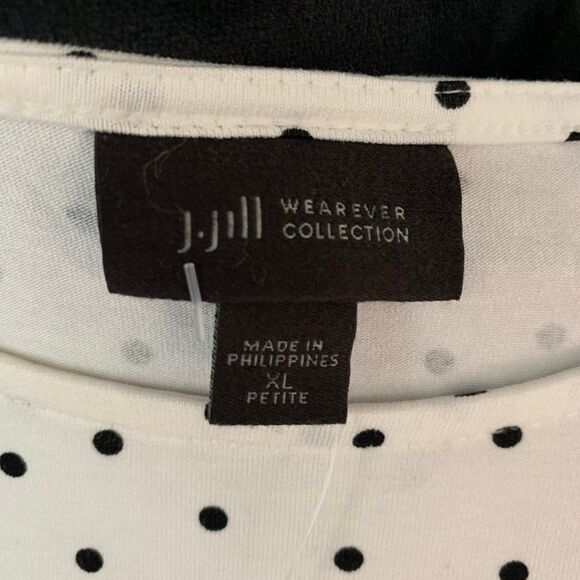 J.Jill WEAREVER
COLLECTION
MADE IN
PHILIPPINES
XL
PETITE